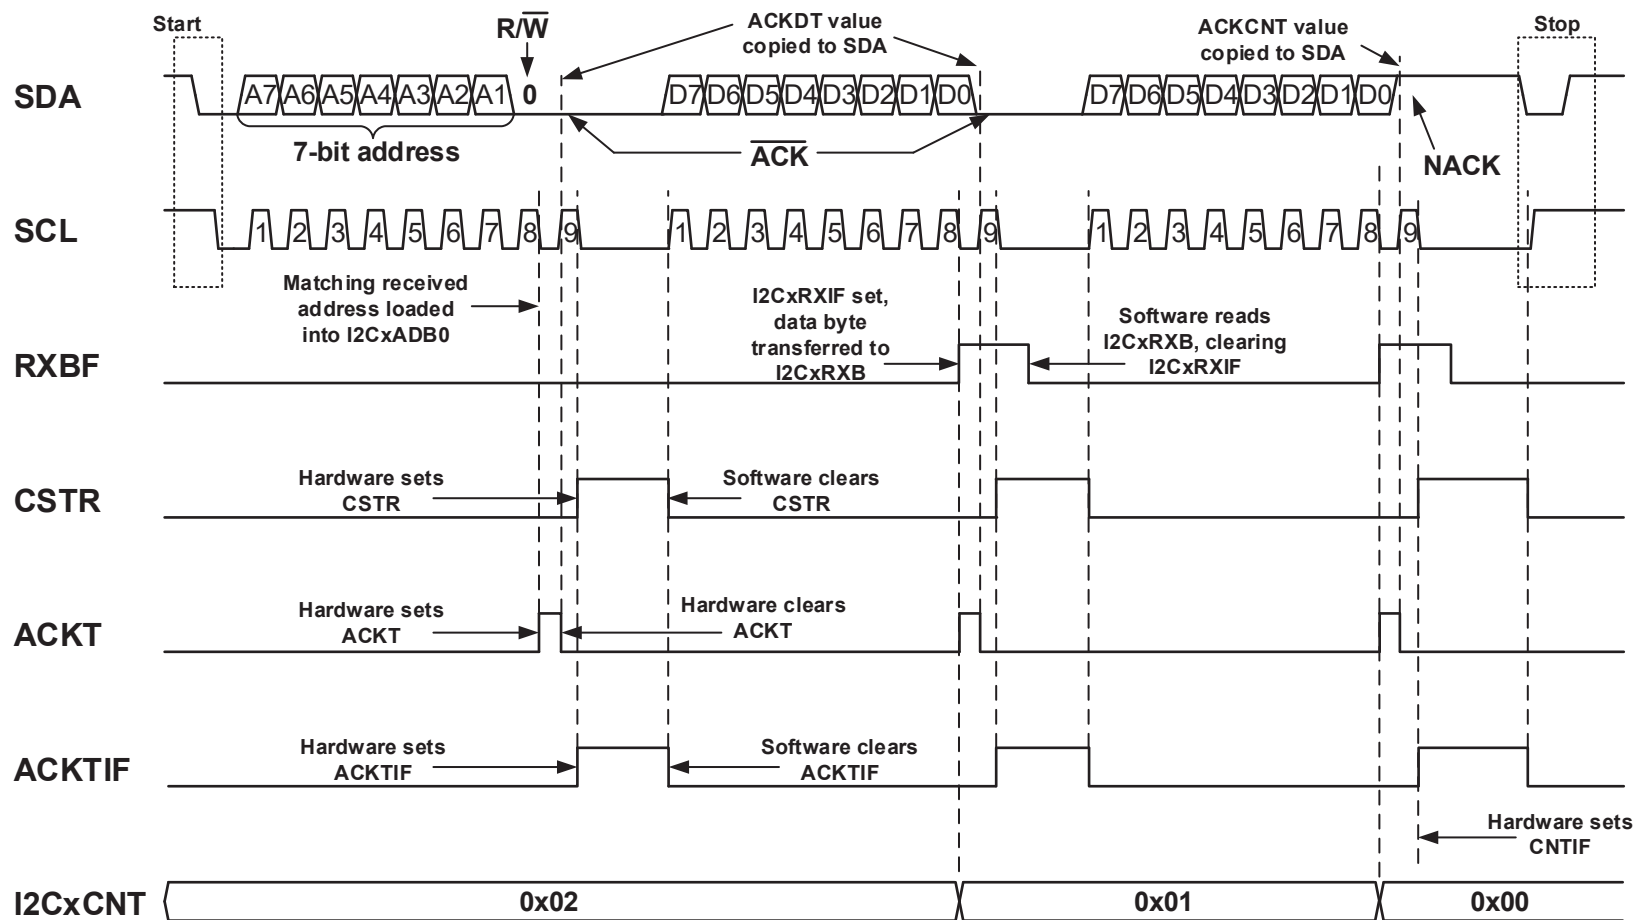 Start
R/W
ACKDT value
copied to SDA
ACKCNT value
copied to SDA
Stop
SDA
A7 A6 A5 A4 A3 A2 A1 0
D7 D6 D5 D4 D3 D2 D1 D0
D7 D6 D5 D4 D3 D2 D1 D0
7-bit address
ACK
NACK
SCL
1 2 3 4 5 6 7 8 9
1 2 3 4 5 6 7 8 9
1 2 3 4 5 6 7 8 9
Matching received
address loaded
into I2CxADB0
I2CxRXIF set,
data byte
transferred to
I2CxRXB
Software reads
I2CxRXB, clearing
I2CxRXIF
RXBF
Hardware sets
CSTR
Software clears
CSTR
CSTR
Hardware sets
ACKT
Hardware clears
ACKT
ACKT
Hardware sets
ACKTIF
Software clears
ACKTIF
ACKTIF
Hardware sets
CNTIF
I2CxCNT
0x02
0x01
0x00